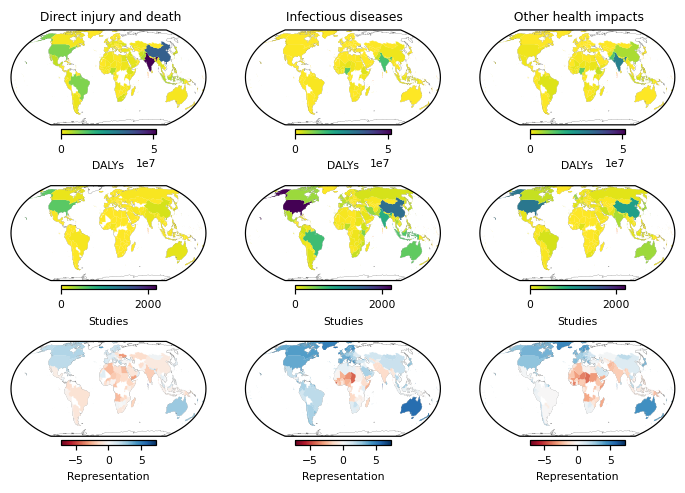 Direct injury and death Infectious diseases Other health impacts
0 5 0 5 0 5
DALYs 1e7 DALYs 1e7 DALYs 1e7
0 2000 0 2000 0 2000
Studies Studies Studies
−5 0 5 −5 0 5 −5 0 5
Representation Representation Representation